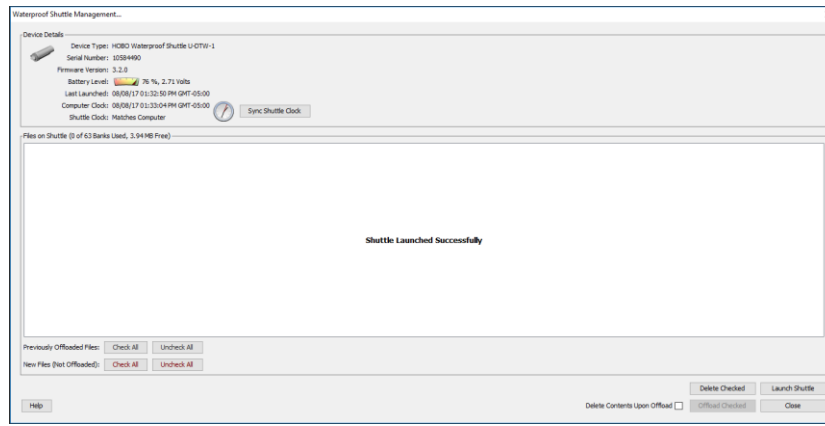 Waterproof Shuttle Management...
Device Details
Device Type: HOBO Waterproof Shuttle U-DTW-1
Serial Number: 10584490
Firmware Version: 3.2.0
Battery Level: 76 %, 2.71 Volts
Last Launched: 08/08/17 01:32:50 PM GMT-05:00
Computer Clock: 08/08/17 01:33:04 PM GMT-05:00
Shuttle Clock: Matches Computer
Sync Shuttle Clock
Files on Shuttle (0 of 63 Banks Used, 3.94 MB Free)
Shuttle Launched Successfully
Previously Offloaded Files: Check All Uncheck All
New Files (Not Offloaded): Check All Uncheck All
Delete Checked Launch Shuttle
Help Delete Contents Upon Offload Offload Checked Close